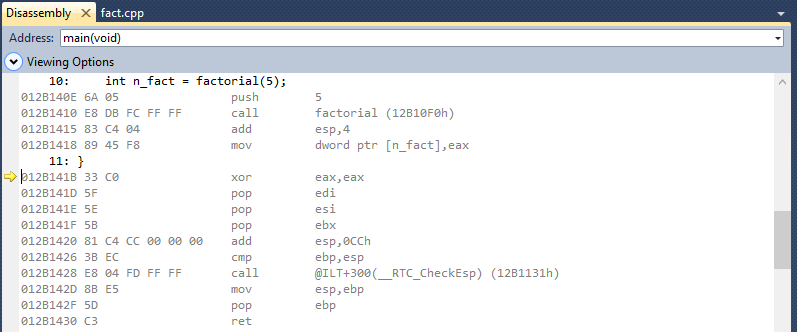 Disassembly fact.cpp
Address: main(void)
Viewing Options
10: int n_fact = factorial(5);
012B140E 6A 05 push 5
012B1410 E8 DB FC FF FF call factorial (12B10F0h)
012B1415 83 C4 04 add esp,4
012B1418 89 45 F8 mov dword ptr [n_fact],eax
11: }
012B141B 33 C0 xor eax,eax
012B141D 5F pop edi
012B141E 5E pop esi
012B141F 5B pop ebx
012B1420 81 C4 CC 00 00 00 add esp,0CCh
012B1426 3B EC cmp ebp,esp
012B1428 E8 04 FD FF FF call @ILT+300(__RTC_CheckEsp) (12B1131h)
012B142D 8B E5 mov esp,ebp
012B142F 5D pop ebp
012B1430 C3 ret